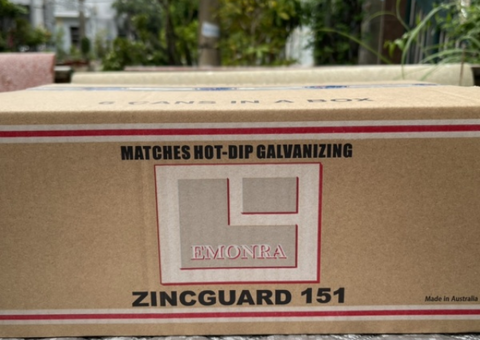 6 CANS IN A BOX
MATCHES HOT-DIP GALVANIZING
EMONRA
ZINCGUARD 151
Made In Australia